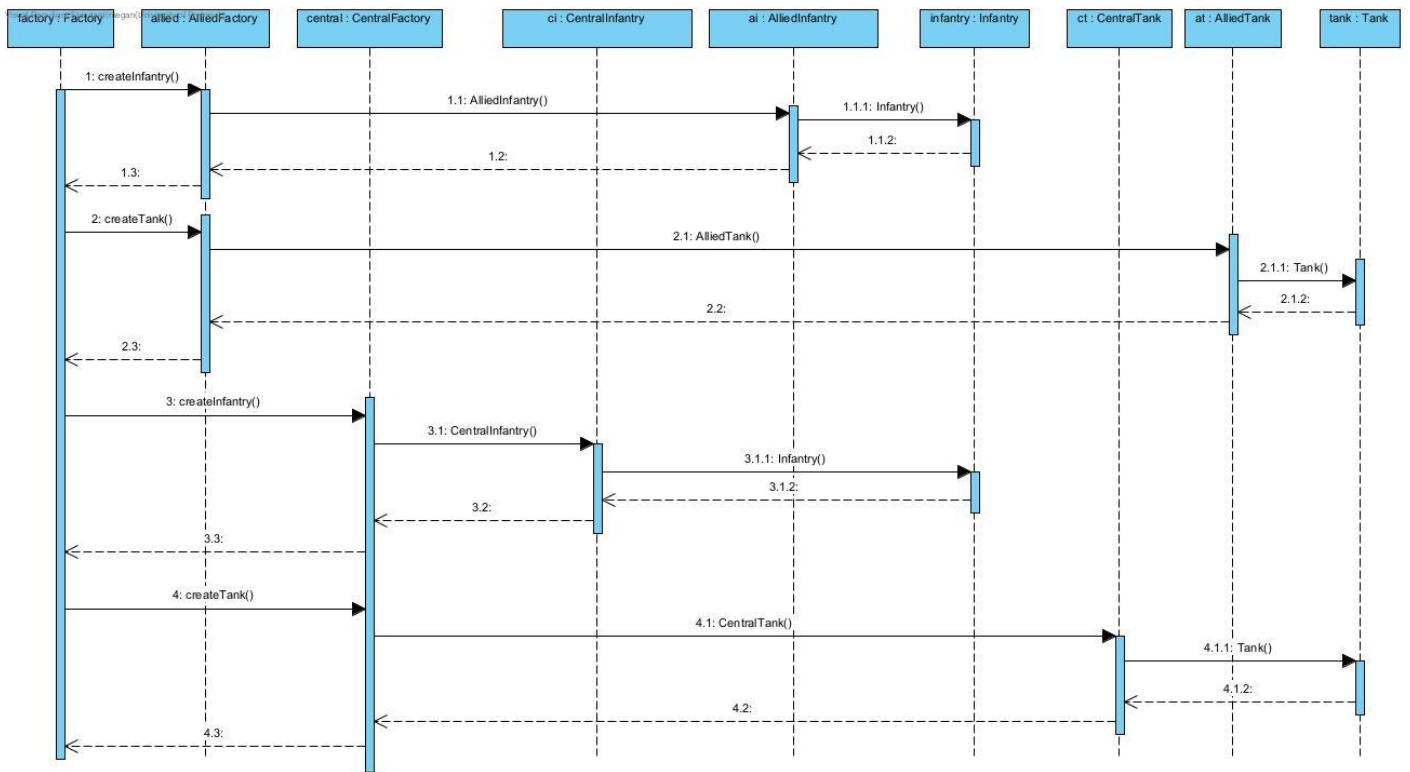 factory : Factory
allied : AlliedFactory
central : CentralFactory
ci : CentralInfantry
ai : AlliedInfantry
infantry : Infantry
ct : CentralTank
at : AlliedTank
tank : Tank
1: createInfantry()
1.1: AlliedInfantry()
1.1.1: Infantry()
1.1.2:
1.2:
1.3:
2: createTank()
2.1: AlliedTank()
2.1.1: Tank()
2.1.2:
2.2:
2.3:
3: createInfantry()
3.1: CentralInfantry()
3.1.1: Infantry()
3.1.2:
3.2:
3.3:
4: createTank()
4.1: CentralTank()
4.1.1: Tank()
4.1.2:
4.2:
4.3: